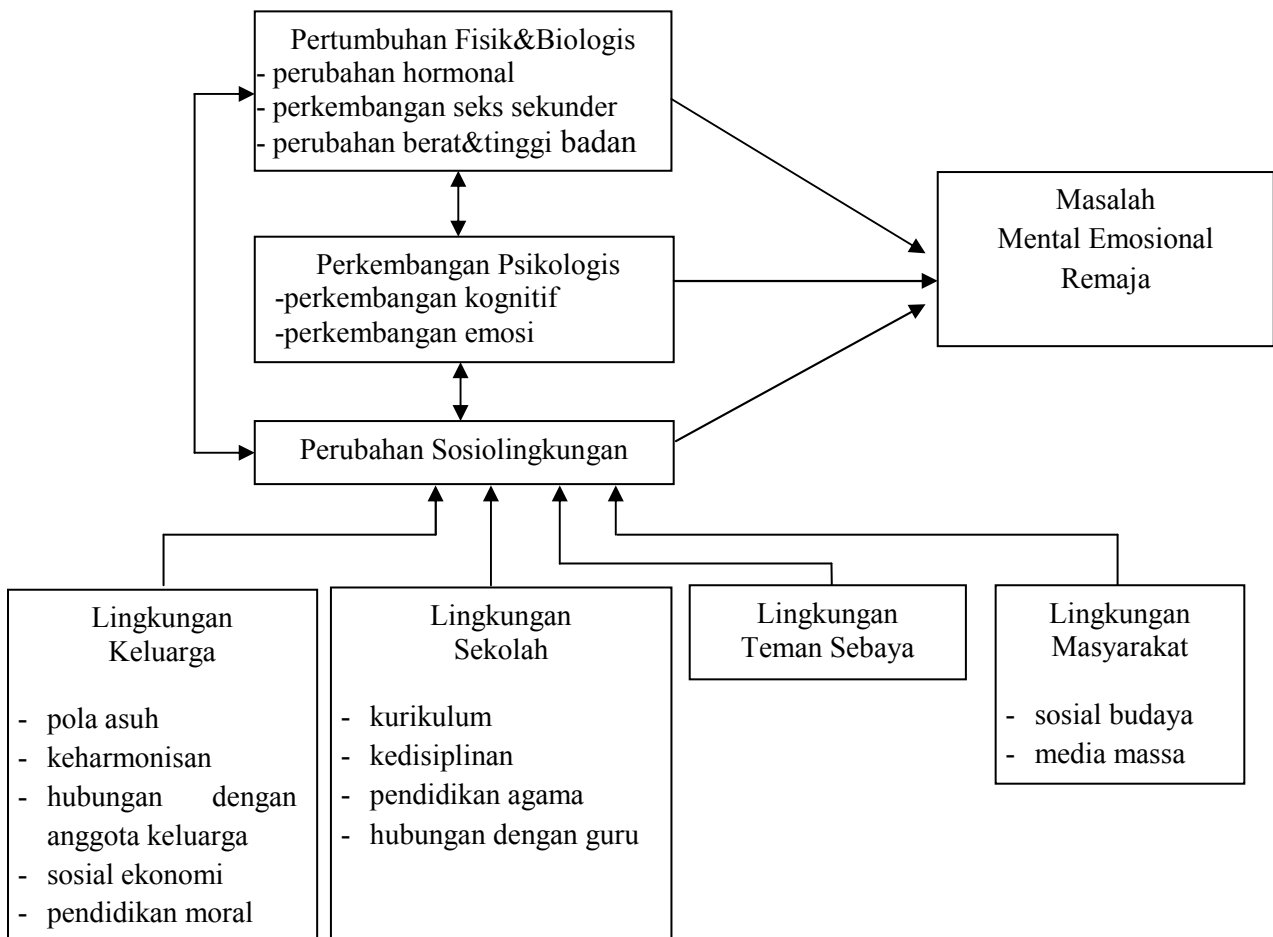 Pertumbuhan Fisik&Biologis
- perubahan hormonal
- perkembangan seks sekunder
- perubahan berat&tinggi badan
Masalah
Mental Emosional
Remaja
Perkembangan Psikologis
-perkembangan kognitif
-perkembangan emosi
Perubahan Sosiolingkungan
Lingkungan
Keluarga
- pola asuh
- keharmonisan
- hubungan dengan
anggota keluarga
- sosial ekonomi
- pendidikan moral
Lingkungan
Sekolah
- kurikulum
- kedisiplinan
- pendidikan agama
- hubungan dengan guru
Lingkungan
Teman Sebaya
Lingkungan
Masyarakat
- sosial budaya
- media massa